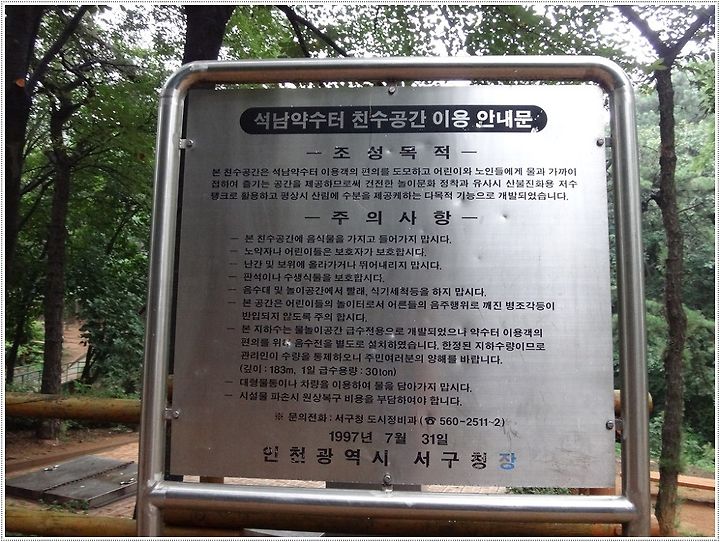 석남약수터 친수공간 이용 안내문
— 조 성 목 적 —
본 친수공간은 석남약수터 이용객의 편의를 도모하고 어린이와 노인들에게 물과 가까이
접하여 즐기는 공간을 제공하므로써 건전한 놀이문화 정착과 유사시 산불진화용 저수
탱크로 활용하고 평상시 산림에 수분을 제공케하는 다목적 기능으로 개발되었습니다.
— 주 의 사 항 —
— 본 친수공간에 음식물을 가지고 들어가지 맙시다.
— 노약자나 어린이들은 보호자가 보호합시다.
— 난간 및 보위에 올라가거나 뛰어내리지 맙시다.
— 판석이나 수생식물을 보호합시다.
— 음수대 및 놀이공간에서 빨래, 식기세척등을 하지 맙시다.
— 본 공간은 어린이들의 놀이터로서 어른들의 음주행위로 깨진 병조각등이
반입되지 않도록 주의 합시다.
— 본 지하수는 물놀이공간 급수전용으로 개발되었으나 약수터 이용객의
편의를 위해 음수전을 별도로 설치하였습니다. 한정된 지하수량이므로
관리인이 수량을 통제하오니 주민여러분의 양해를 바랍니다.
(깊이 : 183m, 1일 급수용량 : 30ton)
— 대형물통이나 차량을 이용하여 물을 담아가지 맙시다.
— 시설물 파손시 원상복구 비용을 부담하여야 합니다.
※ 문의전화 : 서구청 도시정비과 (☎ 560-2511~2)
1997년 7월 31일
인천광역시 서구청장